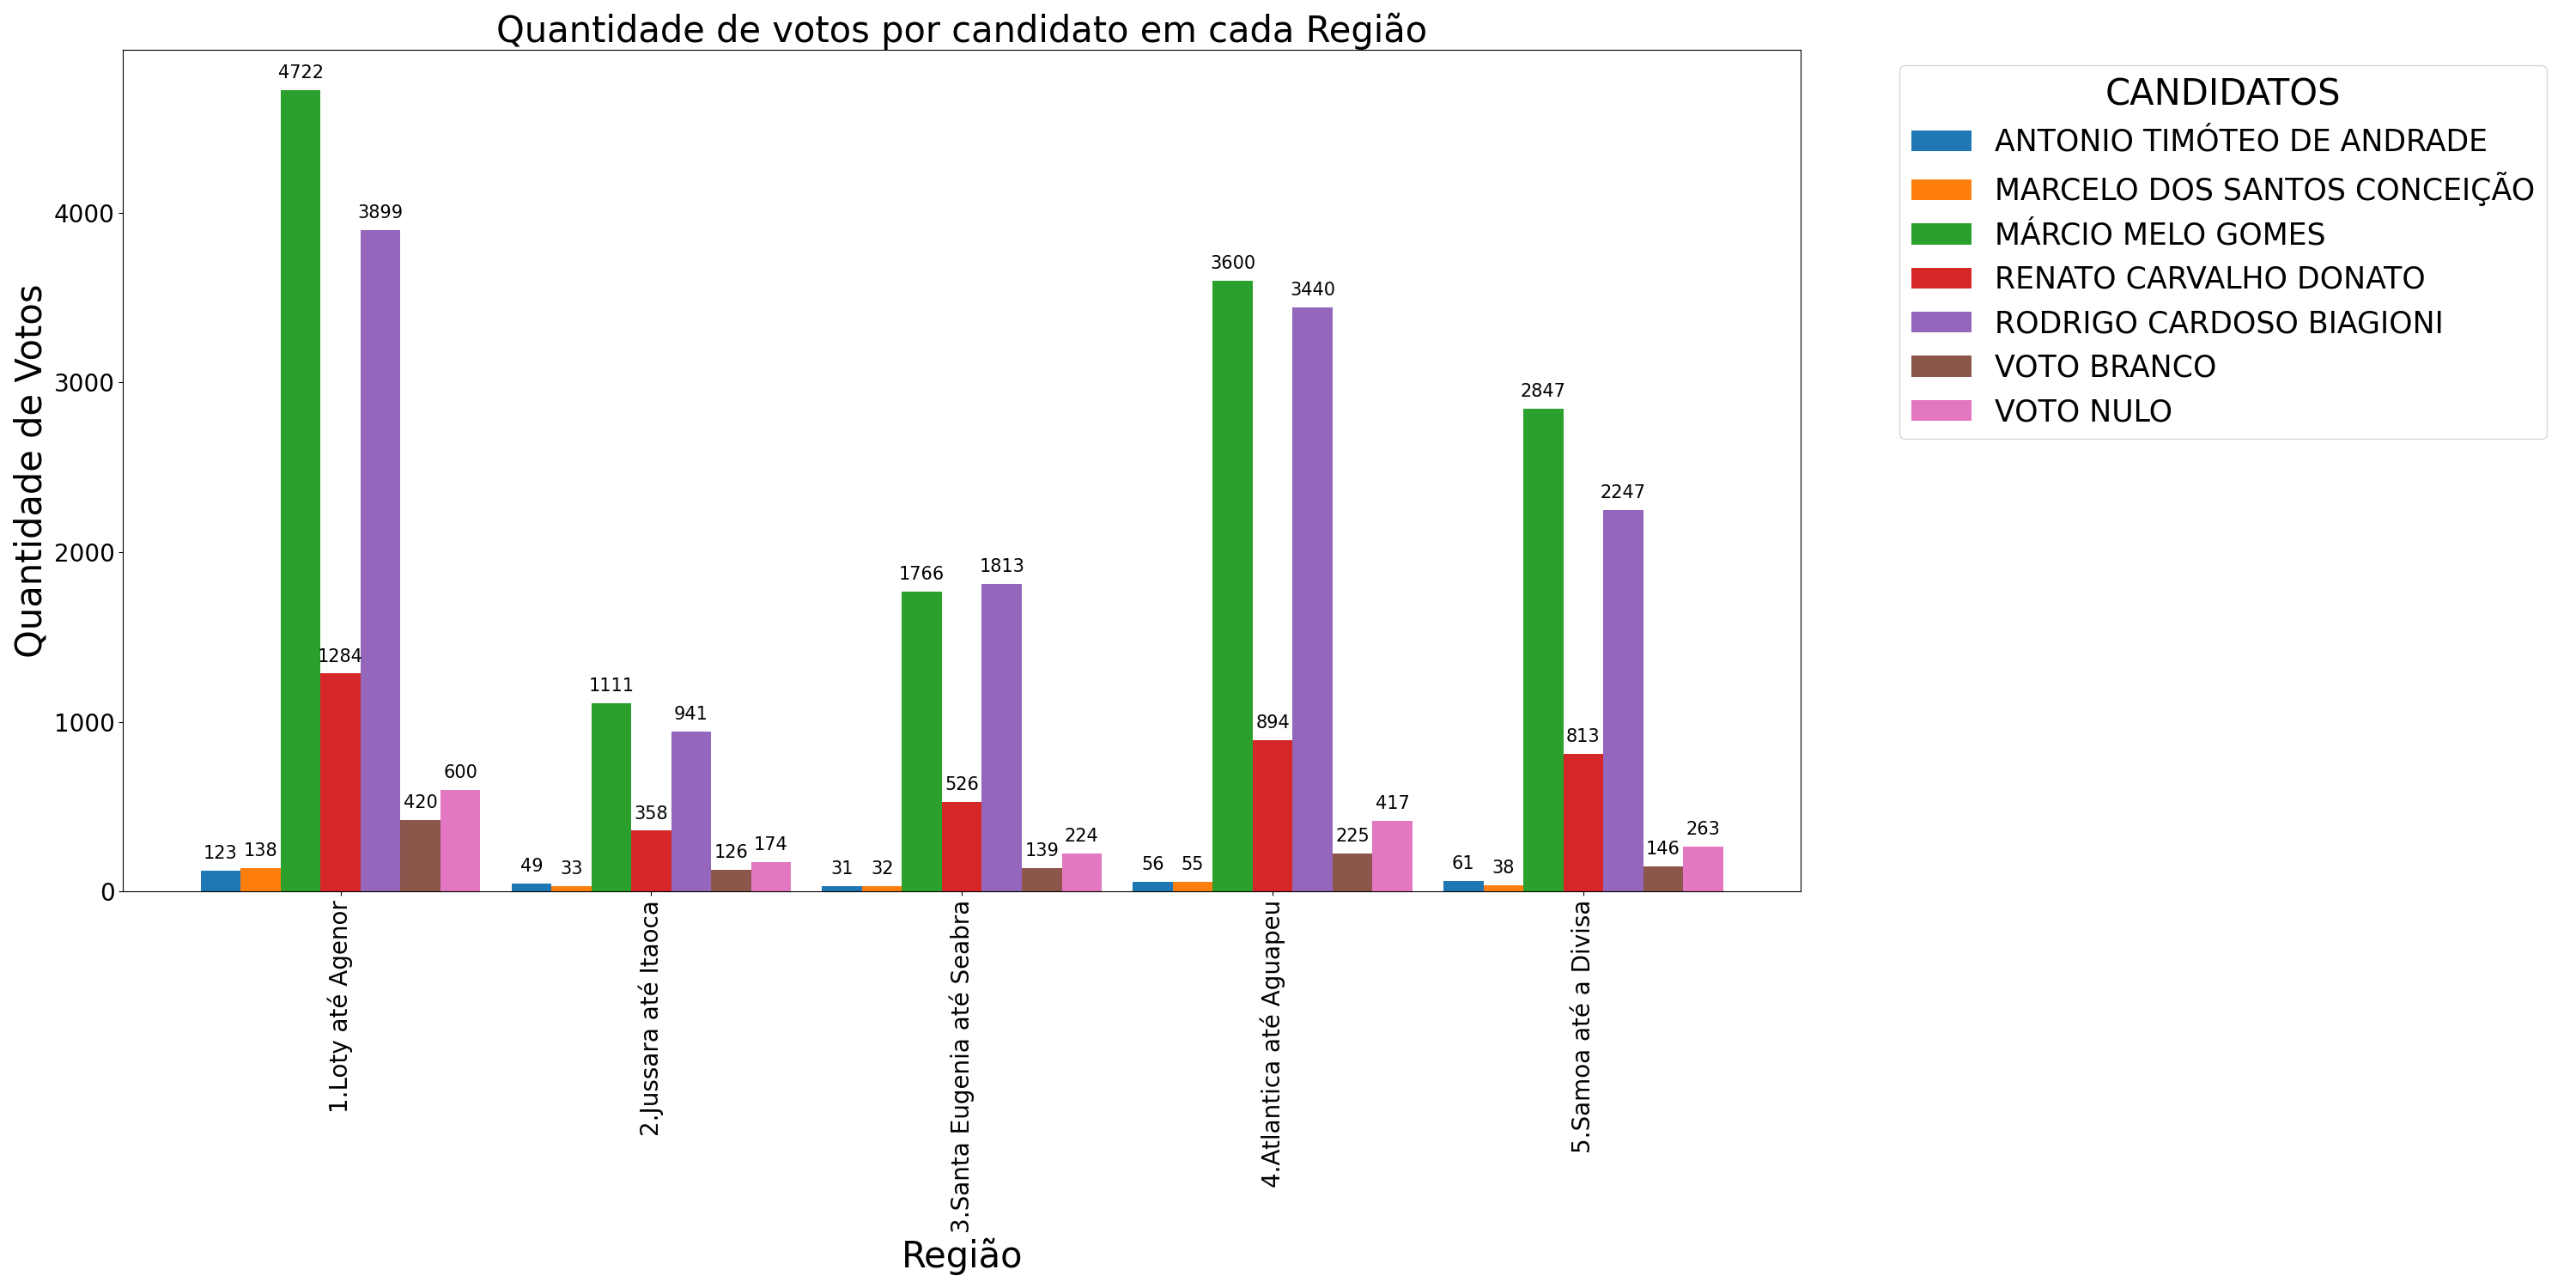 Quantidade de votos por candidato em cada Região
Quantidade de Votos
4000
3000
2000
1000
0
4722
3899
1284
123
138
420
600
1111
941
358
49
33
126
174
1766
1813
526
31
32
139
224
3600
3440
894
56
55
225
417
2847
2247
813
61
38
146
263
1.Loty até Agenor
2.Jussara até Itaoca
3.Santa Eugenia até Seabra
4.Atlantica até Aguapeu
5.Samoa até a Divisa
Região
CANDIDATOS
ANTONIO TIMÓTEO DE ANDRADE
MARCELO DOS SANTOS CONCEIÇÃO
MÁRCIO MELO GOMES
RENATO CARVALHO DONATO
RODRIGO CARDOSO BIAGIONI
VOTO BRANCO
VOTO NULO